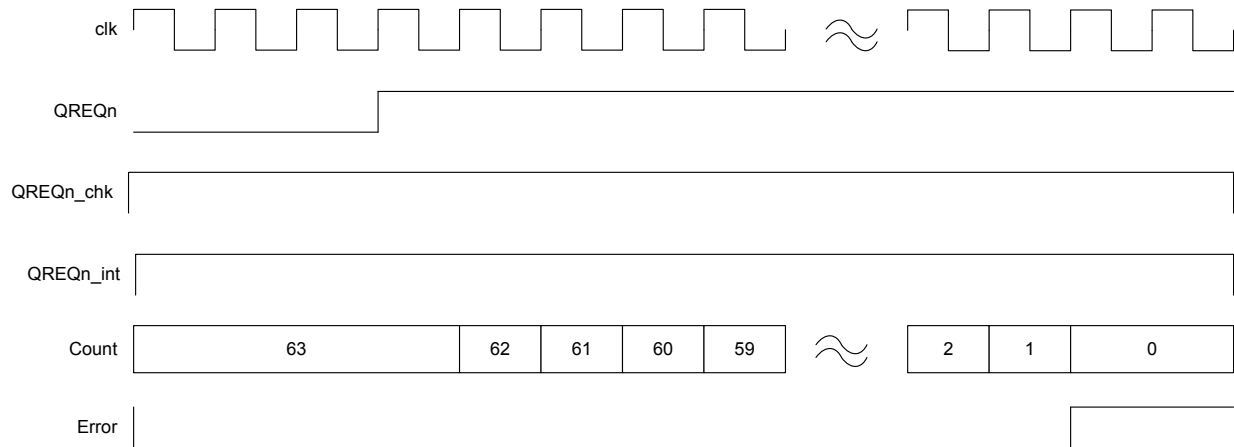 clk
QREQn
QREQn_chk
QREQn_int
Count 63 62 61 60 59 2 1 0
Error